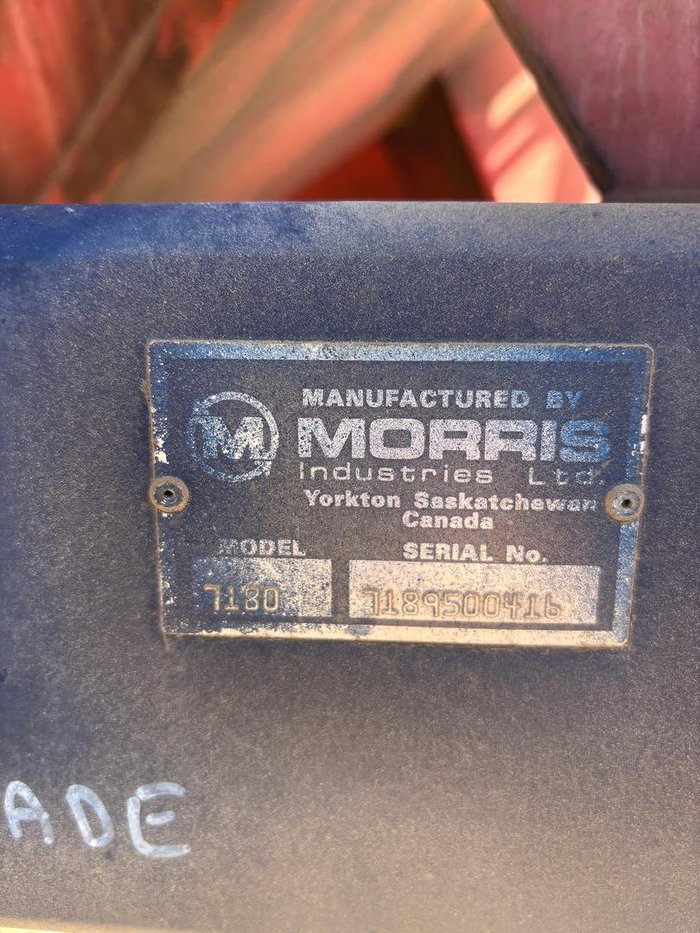 M
MANUFACTURED BY
MORRIS
Industries Ltd.
Yorkton Saskatchewan
Canada
MODEL SERIAL No.
7180 7189500416
ADE